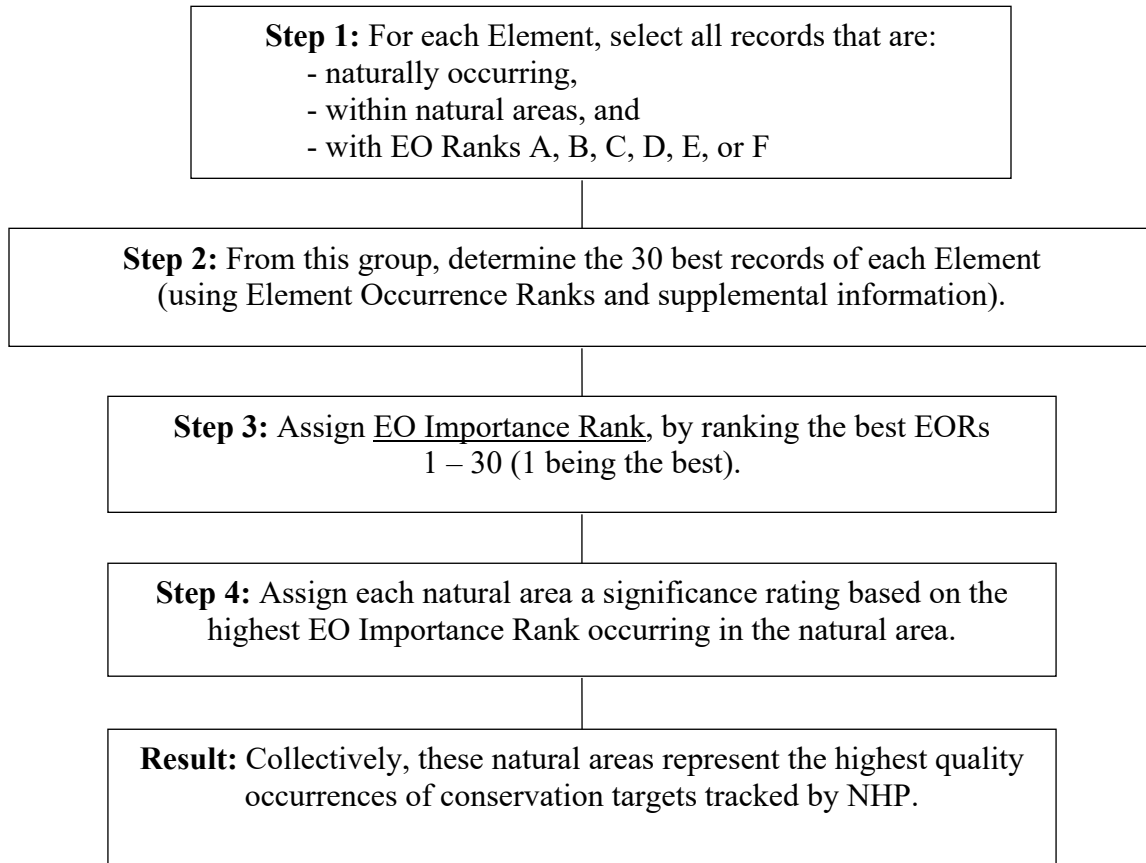 Step 1: For each Element, select all records that are:
- naturally occurring,
- within natural areas, and
- with EO Ranks A, B, C, D, E, or F
Step 2: From this group, determine the 30 best records of each Element
(using Element Occurrence Ranks and supplemental information).
Step 3: Assign EO Importance Rank, by ranking the best EORs
1 – 30 (1 being the best).
Step 4: Assign each natural area a significance rating based on the
highest EO Importance Rank occurring in the natural area.
Result: Collectively, these natural areas represent the highest quality
occurrences of conservation targets tracked by NHP.